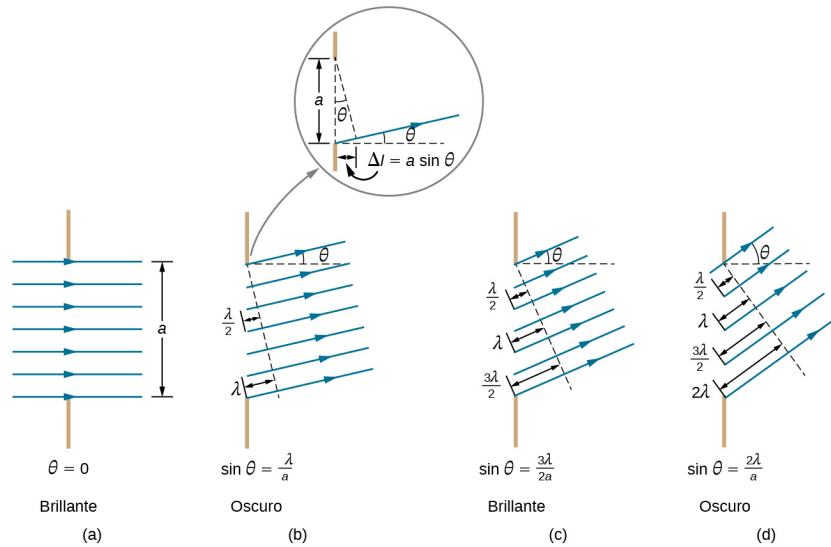 a
θ
θ
Δl = a sin θ
a
θ
λ/2
λ
θ
λ/2
λ
3λ/2
θ
λ/2
λ
3λ/2
2λ
θ = 0
sin θ = λ/a
sin θ = 3λ/2a
sin θ = 2λ/a
Brillante
Oscuro
Brillante
Oscuro
(a)
(b)
(c)
(d)